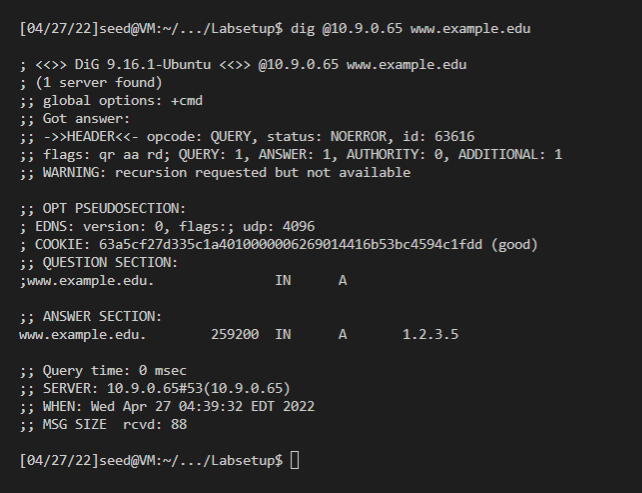 [04/27/22]seed@VM:~/.../Labsetup$ dig @10.9.0.65 www.example.edu
; <<>> DiG 9.16.1-Ubuntu <<>> @10.9.0.65 www.example.edu
; (1 server found)
;; global options: +cmd
;; Got answer:
;; ->>HEADER<<- opcode: QUERY, status: NOERROR, id: 63616
;; flags: qr aa rd; QUERY: 1, ANSWER: 1, AUTHORITY: 0, ADDITIONAL: 1
;; WARNING: recursion requested but not available
;; OPT PSEUDOSECTION:
; EDNS: version: 0, flags:; udp: 4096
; COOKIE: 63a5cf27d335c1a4010000006269014416b53bc4594c1fdd (good)
;; QUESTION SECTION:
;www.example.edu. IN A
;; ANSWER SECTION:
www.example.edu. 259200 IN A 1.2.3.5
;; Query time: 0 msec
;; SERVER: 10.9.0.65#53(10.9.0.65)
;; WHEN: Wed Apr 27 04:39:32 EDT 2022
;; MSG SIZE rcvd: 88
[04/27/22]seed@VM:~/.../Labsetup$